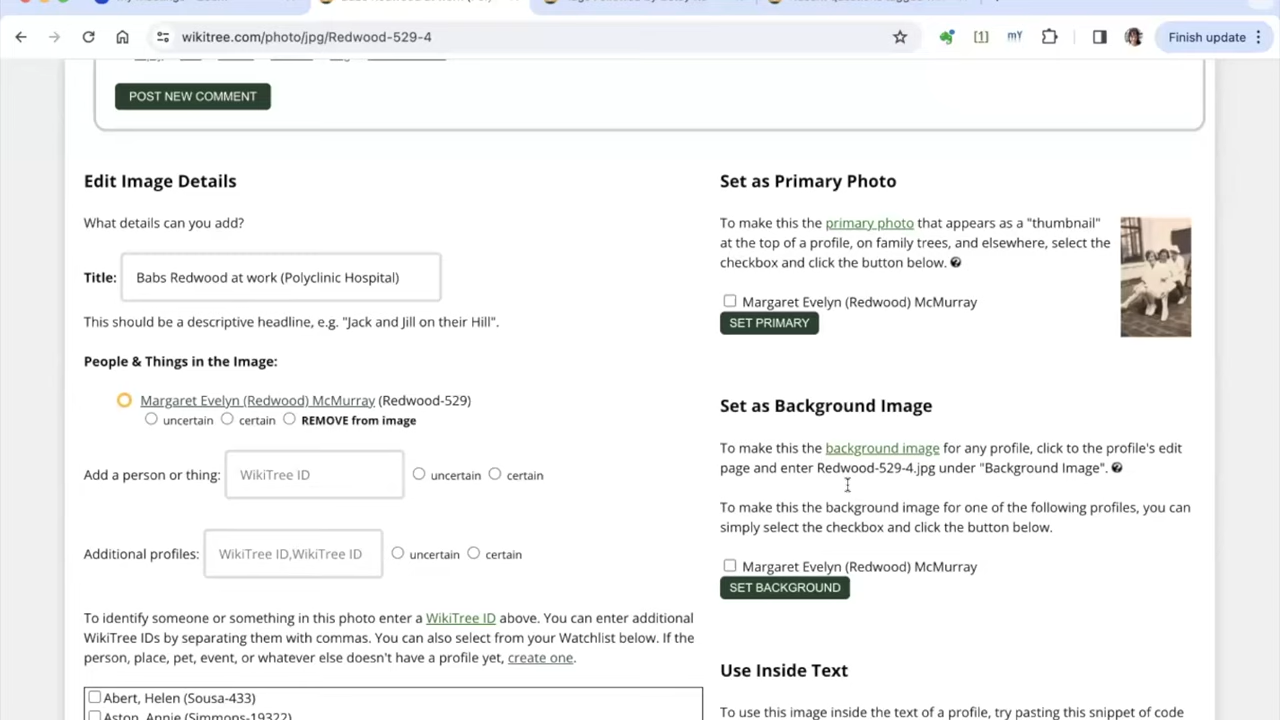 wikitree.com/photo/jpg/Redwood-529-4
Finish update
POST NEW COMMENT
Edit Image Details
What details can you add?
Title: Babs Redwood at work (Polyclinic Hospital)
This should be a descriptive headline, e.g. "Jack and Jill on their Hill".
People & Things in the Image:
Margaret Evelyn (Redwood) McMurray (Redwood-529)
uncertain certain REMOVE from image
Add a person or thing: WikiTree ID uncertain certain
Additional profiles: WikiTree ID,WikiTree ID uncertain certain
To identify someone or something in this photo enter a WikiTree ID above. You can enter additional
WikiTree IDs by separating them with commas. You can also select from your Watchlist below. If the
person, place, pet, event, or whatever else doesn't have a profile yet, create one.
Abert, Helen (Sousa-433)
Aston, Annie (Simmons-19322)
Set as Primary Photo
To make this the primary photo that appears as a "thumbnail"
at the top of a profile, on family trees, and elsewhere, select the
checkbox and click the button below.
Margaret Evelyn (Redwood) McMurray
SET PRIMARY
Set as Background Image
To make this the background image for any profile, click to the profile's edit
page and enter Redwood-529-4.jpg under "Background Image".
To make this the background image for one of the following profiles, you can
simply select the checkbox and click the button below.
Margaret Evelyn (Redwood) McMurray
SET BACKGROUND
Use Inside Text
To use this image inside the text of a profile, try pasting this snippet of code